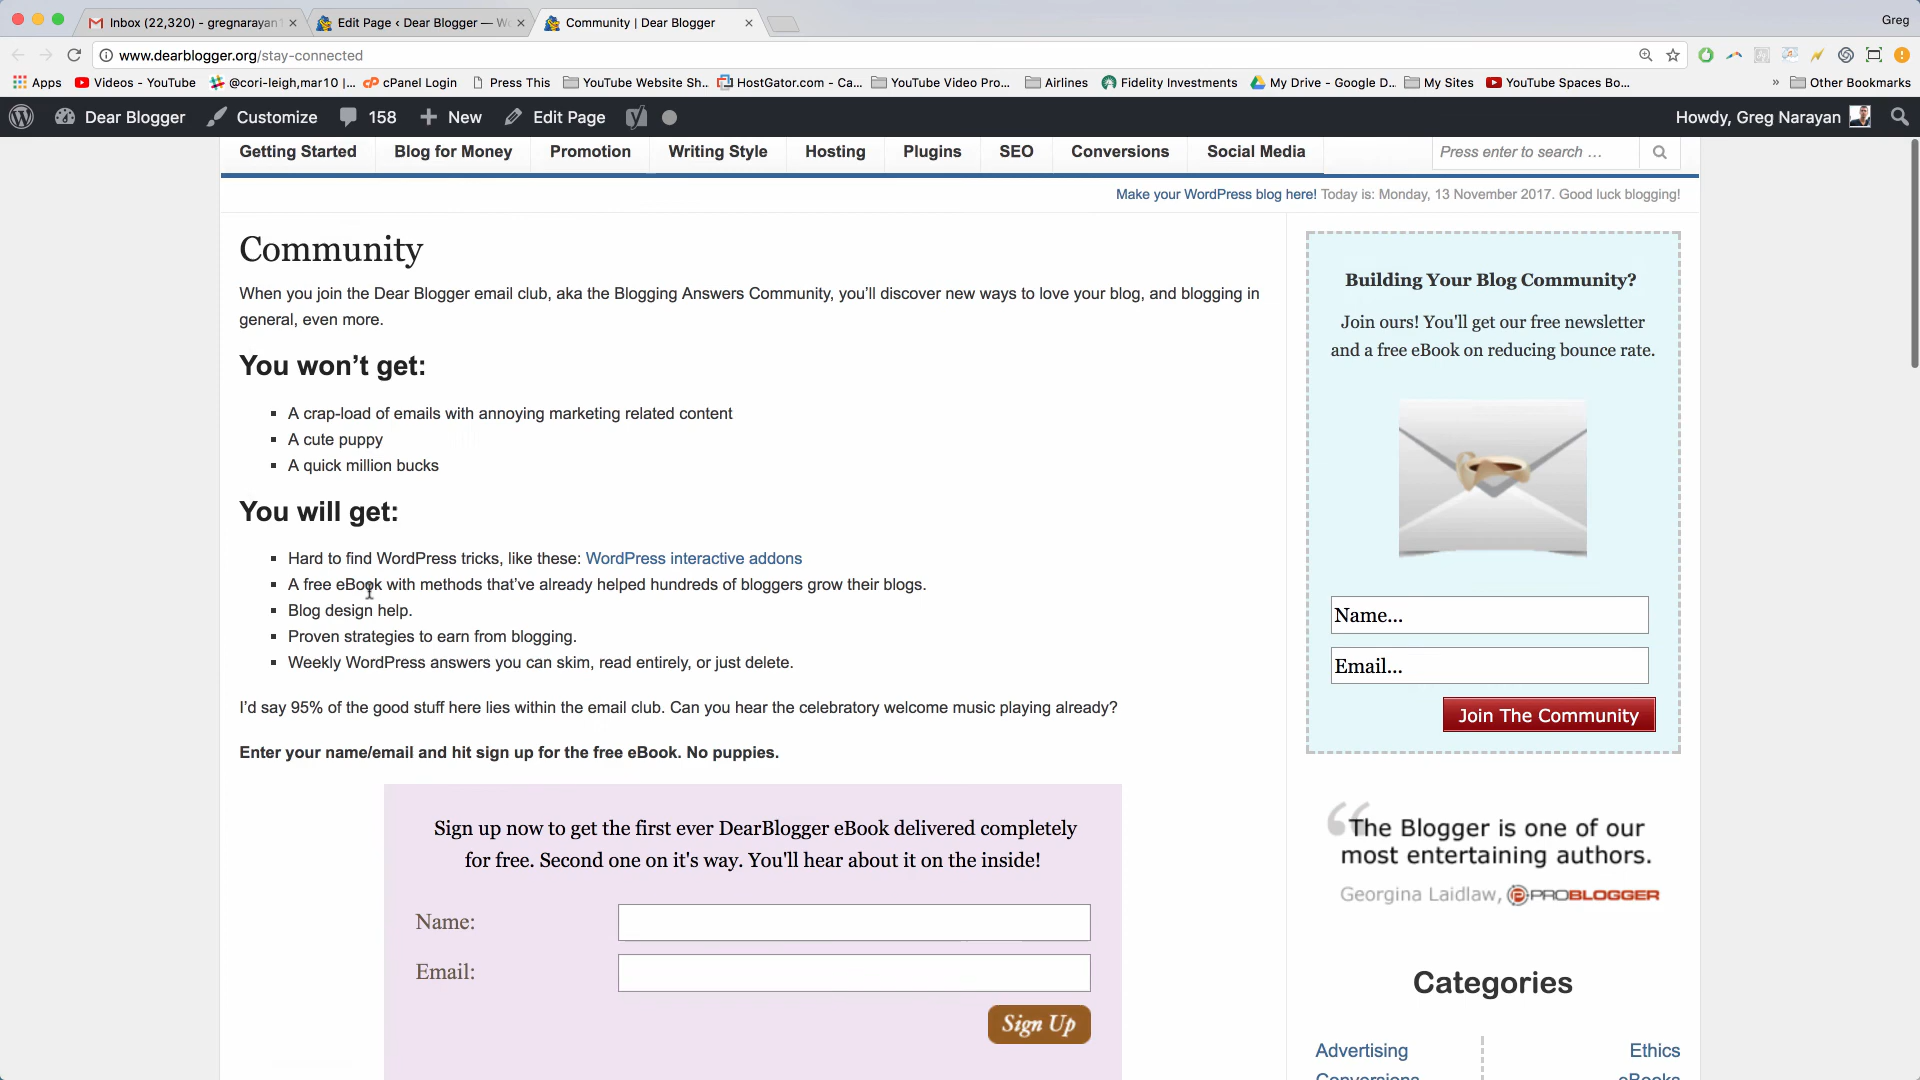 Inbox (22,320) - gregnarayan1
Edit Page ‹ Dear Blogger — Wo
Community | Dear Blogger
Greg
www.dearblogger.org/stay-connected
Apps
Videos - YouTube
@cori-leigh,mar10 |...
cPanel Login
Press This
YouTube Website Sh...
HostGator.com - Ca...
YouTube Video Pro...
Airlines
Fidelity Investments
My Drive - Google D...
My Sites
YouTube Spaces Bo...
»
Other Bookmarks
Dear Blogger
Customize
158
New
Edit Page
Howdy, Greg Narayan
Getting Started
Blog for Money
Promotion
Writing Style
Hosting
Plugins
SEO
Conversions
Social Media
Press enter to search ...
Make your WordPress blog here! Today is: Monday, 13 November 2017. Good luck blogging!
Community
When you join the Dear Blogger email club, aka the Blogging Answers Community, you’ll discover new ways to love your blog, and blogging in
general, even more.
You won’t get:
A crap-load of emails with annoying marketing related content
A cute puppy
A quick million bucks
You will get:
Hard to find WordPress tricks, like these: WordPress interactive addons
A free eBook with methods that’ve already helped hundreds of bloggers grow their blogs.
Blog design help.
Proven strategies to earn from blogging.
Weekly WordPress answers you can skim, read entirely, or just delete.
I’d say 95% of the good stuff here lies within the email club. Can you hear the celebratory welcome music playing already?
Enter your name/email and hit sign up for the free eBook. No puppies.
Sign up now to get the first ever DearBlogger eBook delivered completely
for free. Second one on it's way. You'll hear about it on the inside!
Name:
Email:
Sign Up
Building Your Blog Community?
Join ours! You'll get our free newsletter
and a free eBook on reducing bounce rate.
Name...
Email...
Join The Community
“The Blogger is one of our
most entertaining authors.
Georgina Laidlaw, PROBLOGGER
Categories
Advertising
Ethics
Conversions
eBooks